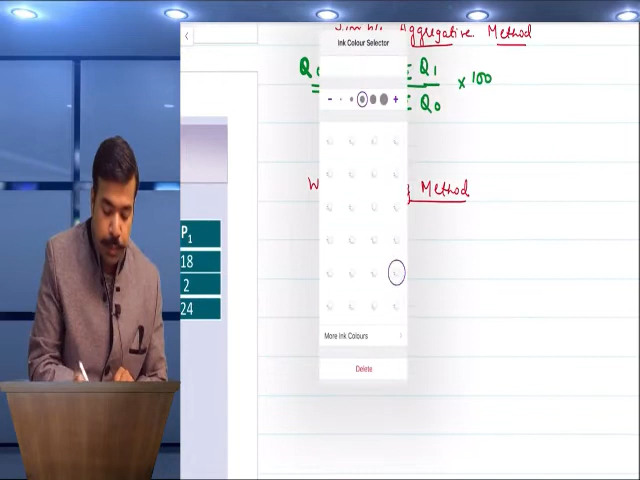 Aggregative Method
Ink Colour Selector
Q Σ Q1
Σ Q0 × 100
- +
W Method
P1
18
2
24
More Ink Colours
Delete